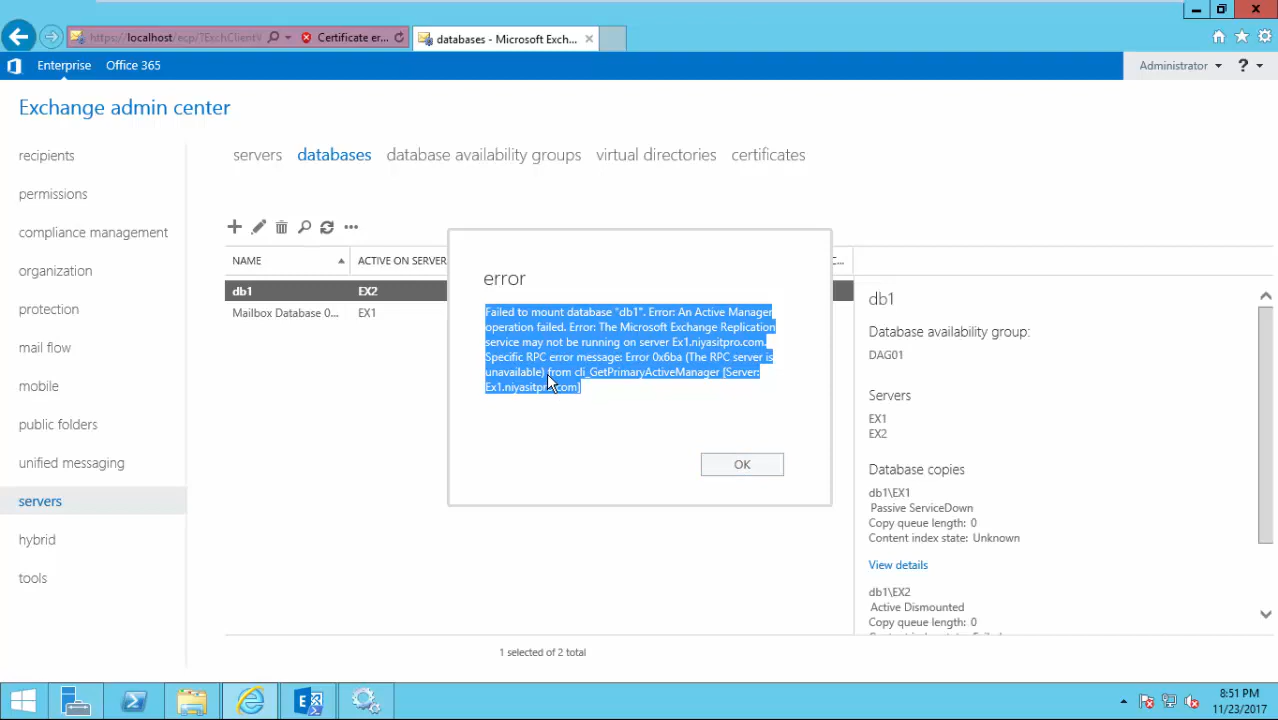 https://localhost/ecp/?ExchClientV
Certificate er...
databases - Microsoft Exch...
Enterprise
Office 365
Administrator
?
Exchange admin center
recipients
permissions
compliance management
organization
protection
mail flow
mobile
public folders
unified messaging
servers
hybrid
tools
servers databases database availability groups virtual directories certificates
NAME
ACTIVE ON SERVER
C...
db1
EX2
Mailbox Database 0...
EX1
error
Failed to mount database "db1". Error: An Active Manager
operation failed. Error: The Microsoft Exchange Replication
service may not be running on server Ex1.niyasitpro.com.
Specific RPC error message: Error 0x6ba (The RPC server is
unavailable) from cli_GetPrimaryActiveManager [Server:
Ex1.niyasitpro.com]
OK
db1
Database availability group:
DAG01
Servers
EX1
EX2
Database copies
db1\EX1
Passive ServiceDown
Copy queue length: 0
Content index state: Unknown
View details
db1\EX2
Active Dismounted
Copy queue length: 0
1 selected of 2 total
8:51 PM
11/23/2017